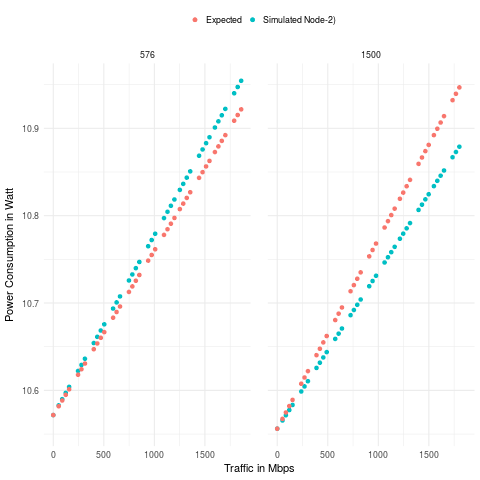 Expected Simulated Node-2)
576 1500
Power Consumption in Watt
10.9
10.8
10.7
10.6
0 500 1000 1500 0 500 1000 1500
Traffic in Mbps